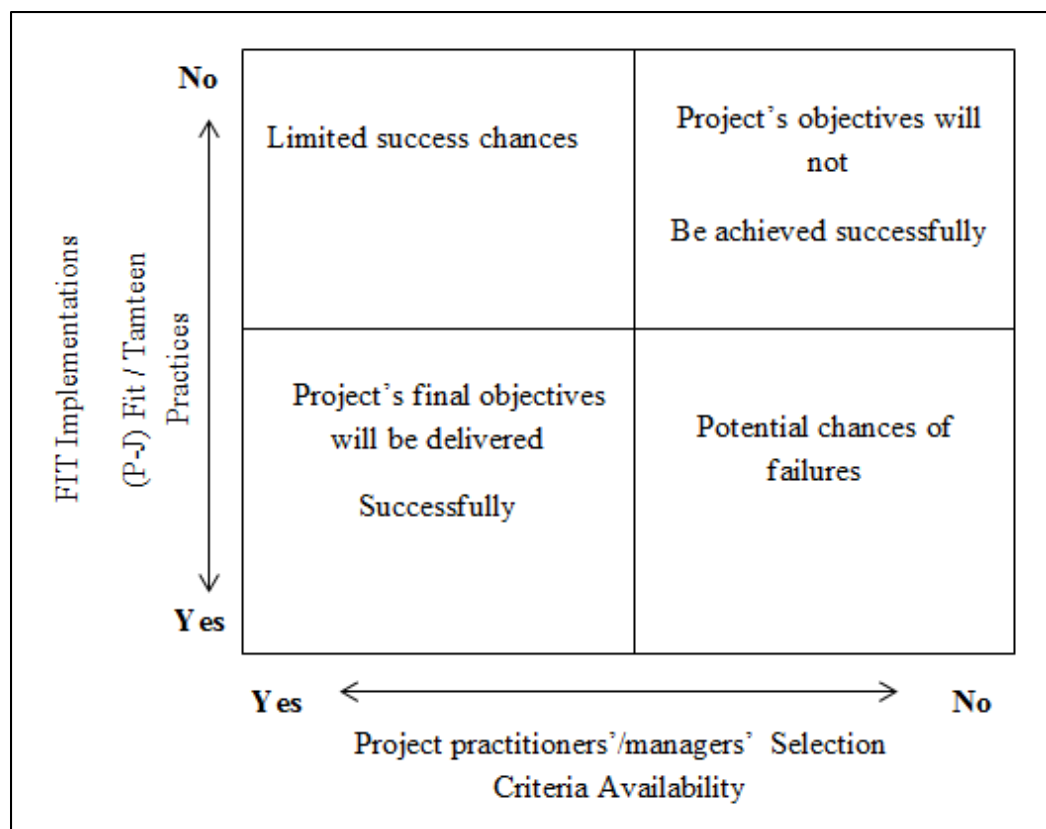 No
Limited success chances
Project’s objectives will
not
Be achieved successfully
FIT Implementations
(P-J) Fit / Tamteen
Practices
Project’s final objectives
will be delivered
Successfully
Potential chances of
failures
Yes
Yes
No
Project practitioners’/managers’ Selection
Criteria Availability